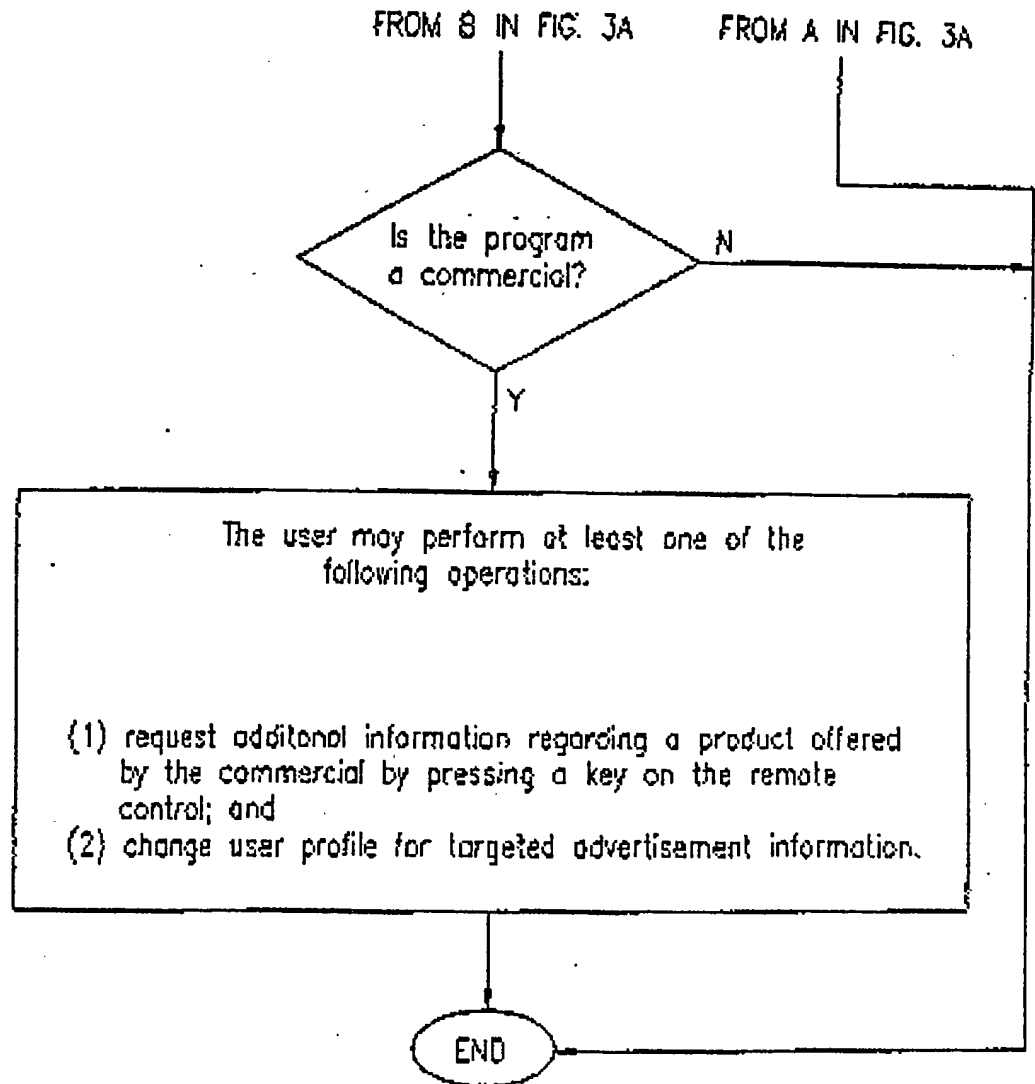 FROM B IN FIG. 3A
FROM A IN FIG. 3A
Is the program
a commercial?
N
Y
The user may perform at least one of the
following operations:
(1) request additonal information regarding a product offered
by the commercial by pressing a key on the remote
control; and
(2) change user profile for targeted advertisement information.
END